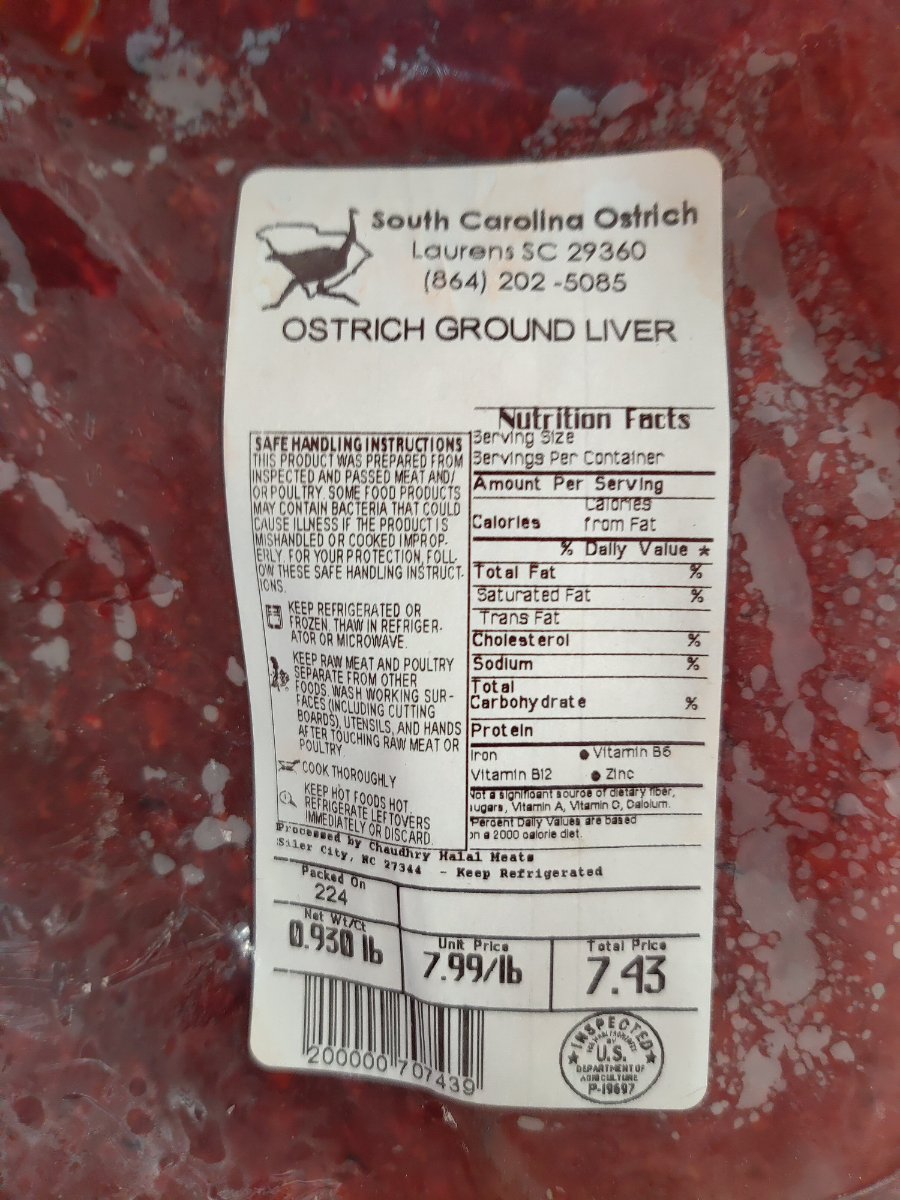 South Carolina Ostrich
Laurens SC 29360
(864) 202-5085
OSTRICH GROUND LIVER
SAFE HANDLING INSTRUCTIONS
THIS PRODUCT WAS PREPARED FROM
INSPECTED AND PASSED MEAT AND/
OR POULTRY. SOME FOOD PRODUCTS
MAY CONTAIN BACTERIA THAT COULD
CAUSE ILLNESS IF THE PRODUCT IS
MISHANDLED OR COOKED IMPROP-
ERLY. FOR YOUR PROTECTION, FOLL-
OW THESE SAFE HANDLING INSTRUCT-
IONS.
KEEP REFRIGERATED OR
FROZEN. THAW IN REFRIGER-
ATOR OR MICROWAVE.
KEEP RAW MEAT AND POULTRY
SEPARATE FROM OTHER
FOODS. WASH WORKING SUR-
FACES (INCLUDING CUTTING
BOARDS), UTENSILS, AND HANDS
AFTER TOUCHING RAW MEAT OR
POULTRY
COOK THOROUGHLY
KEEP HOT FOODS HOT.
REFRIGERATE LEFTOVERS
IMMEDIATELY OR DISCARD.
Nutrition Facts
Serving Size
Servings Per Container
Amount Per Serving
Calories
Calories from Fat
% Daily Value *
Total Fat %
Saturated Fat %
Trans Fat
Cholesterol %
Sodium %
Total
Carbohydrate %
Protein
Iron • Vitamin B6
Vitamin B12 • Zinc
Not a significant source of dietary fiber,
sugars, Vitamin A, Vitamin C, Calcium.
Percent Daily Values are based
on a 2000 calorie diet.
Processed by Chaudhry Halal Meats
Siler City, NC 27344 - Keep Refrigerated
Packed On
224
Net Wt/Ct
0.930 lb
Unit Price
7.99/lb
Total Price
7.43
200000 707439
INSPECTED
BY
U.S.
DEPARTMENT OF
AGRICULTURE
P-19697